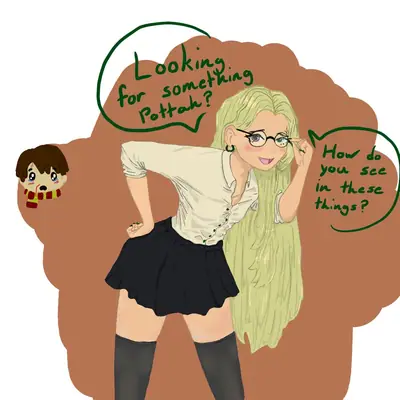 Looking
for something
Pottah?
How do
you see
in these
things?